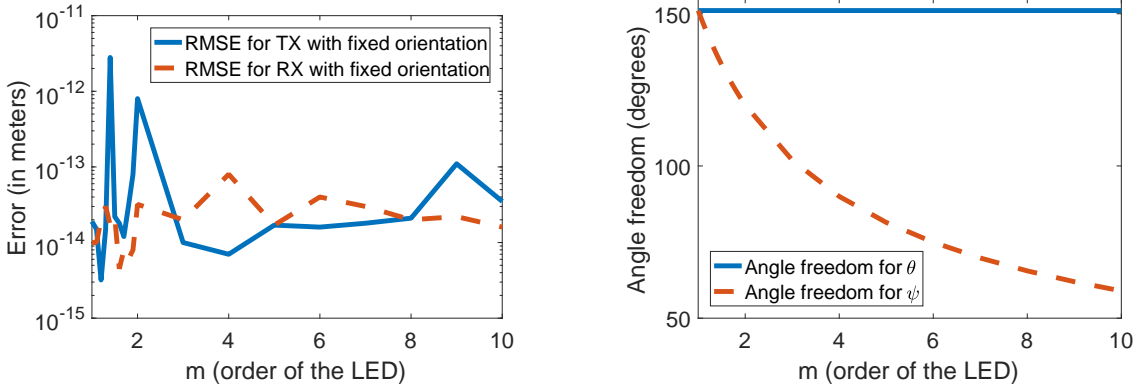 10^-11
10^-12
10^-13
10^-14
10^-15
Error (in meters)
RMSE for TX with fixed orientation
RMSE for RX with fixed orientation
2 4 6 8 10
m (order of the LED)
150
100
50
Angle freedom (degrees)
Angle freedom for θ
Angle freedom for ψ
2 4 6 8 10
m (order of the LED)